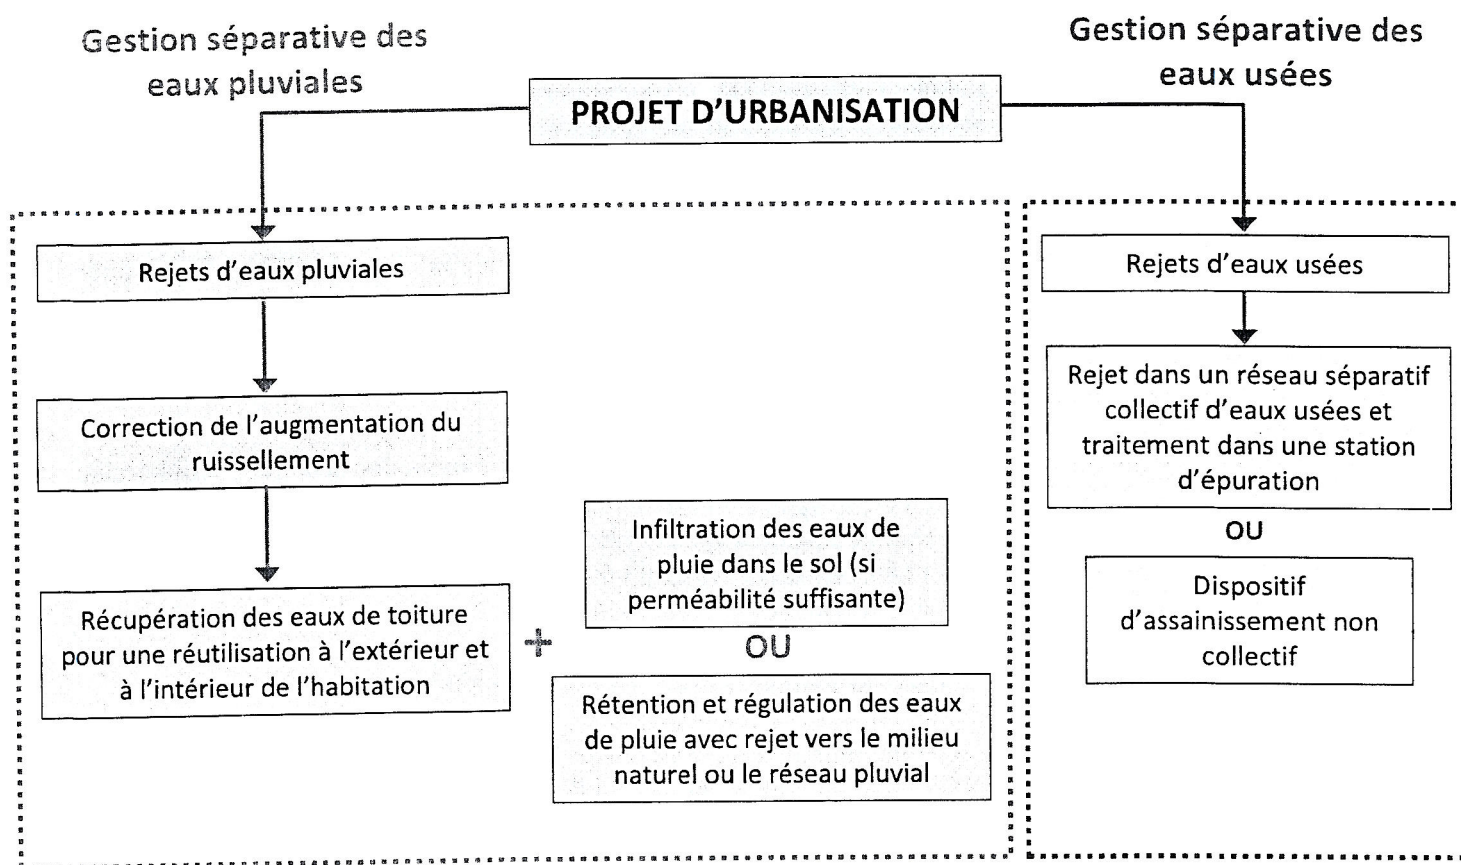 Gestion séparative des
eaux pluviales
Gestion séparative des
eaux usées
PROJET D'URBANISATION
Rejets d'eaux pluviales
Correction de l'augmentation du
ruissellement
Récupération des eaux de toiture
pour une réutilisation à l'extérieur et
à l'intérieur de l'habitation
+
Infiltration des eaux de
pluie dans le sol (si
perméabilité suffisante)
OU
Rétention et régulation des eaux
de pluie avec rejet vers le milieu
naturel ou le réseau pluvial
Rejets d'eaux usées
Rejet dans un réseau séparatif
collectif d'eaux usées et
traitement dans une station
d'épuration
OU
Dispositif
d'assainissement non
collectif